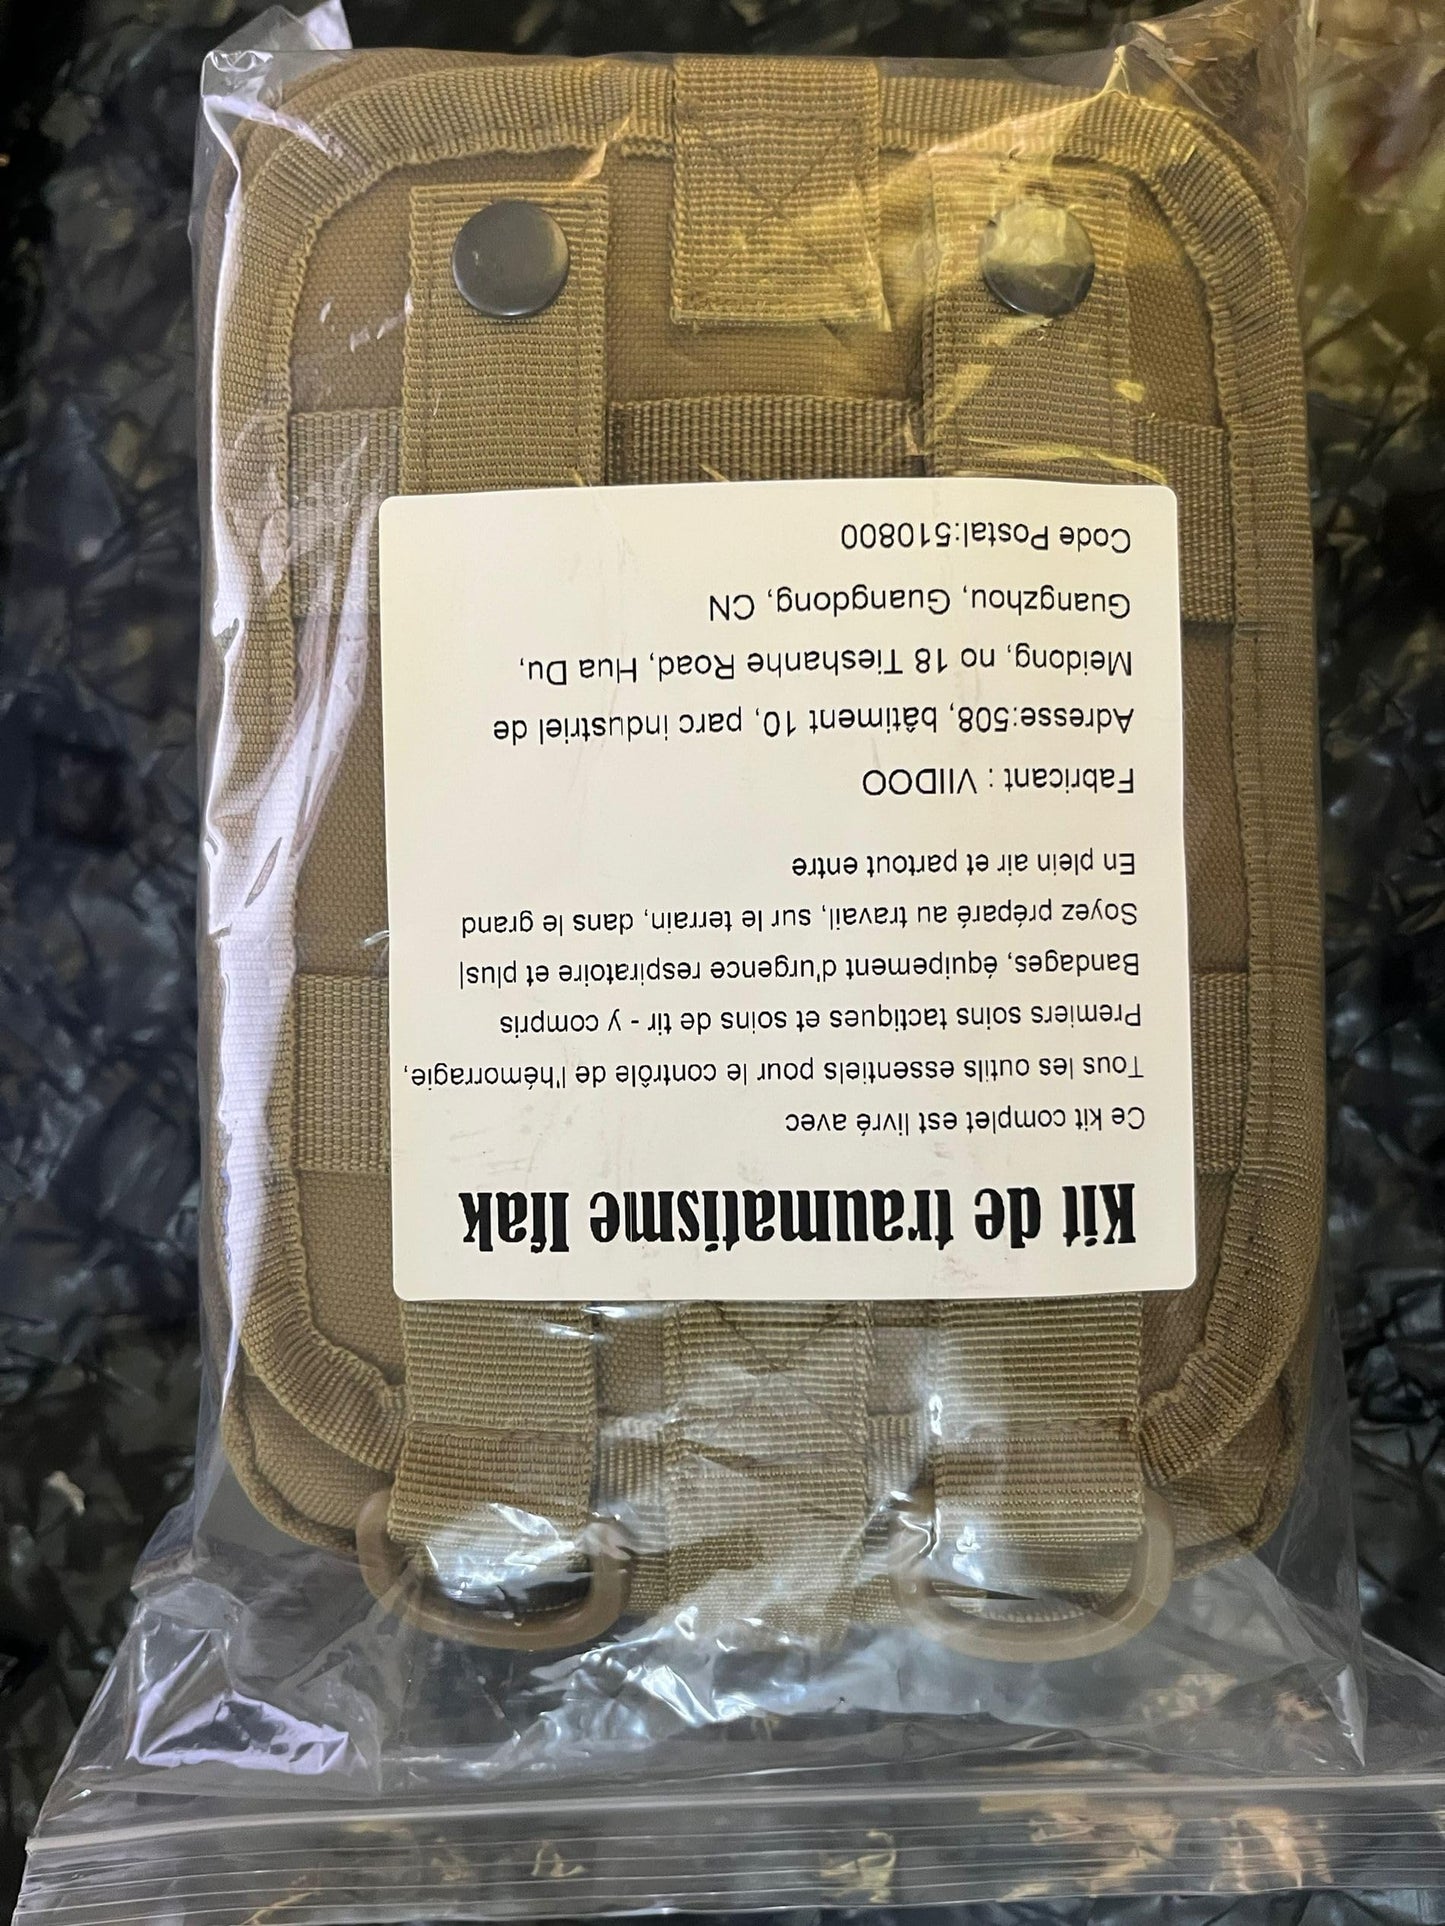 Kit de traumatisme Ifak
Ce kit complet est livré avec
Tous les outils essentiels pour le contrôle de l'hémorragie,
Premiers soins tactiques et soins de tir - y compris
Bandages, équipement d'urgence respiratoire et plus|
Soyez préparé au travail, sur le terrain, dans le grand
En plein air et partout entre
Fabricant : VIIDOO
Adresse:508, bâtiment 10, parc industriel de
Meidong, no 18 Tieshanhe Road, Hua Du,
Guangzhou, Guangdong, CN
Code Postal:510800